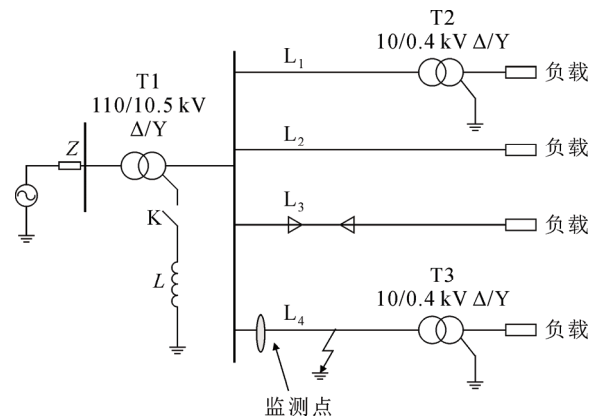 T2
10/0.4 kV Δ/Y
L₁
负载
T1
110/10.5 kV
Δ/Y
Z
L₂
负载
K
L₃
负载
L
T3
10/0.4 kV Δ/Y
L₄
负载
监测点